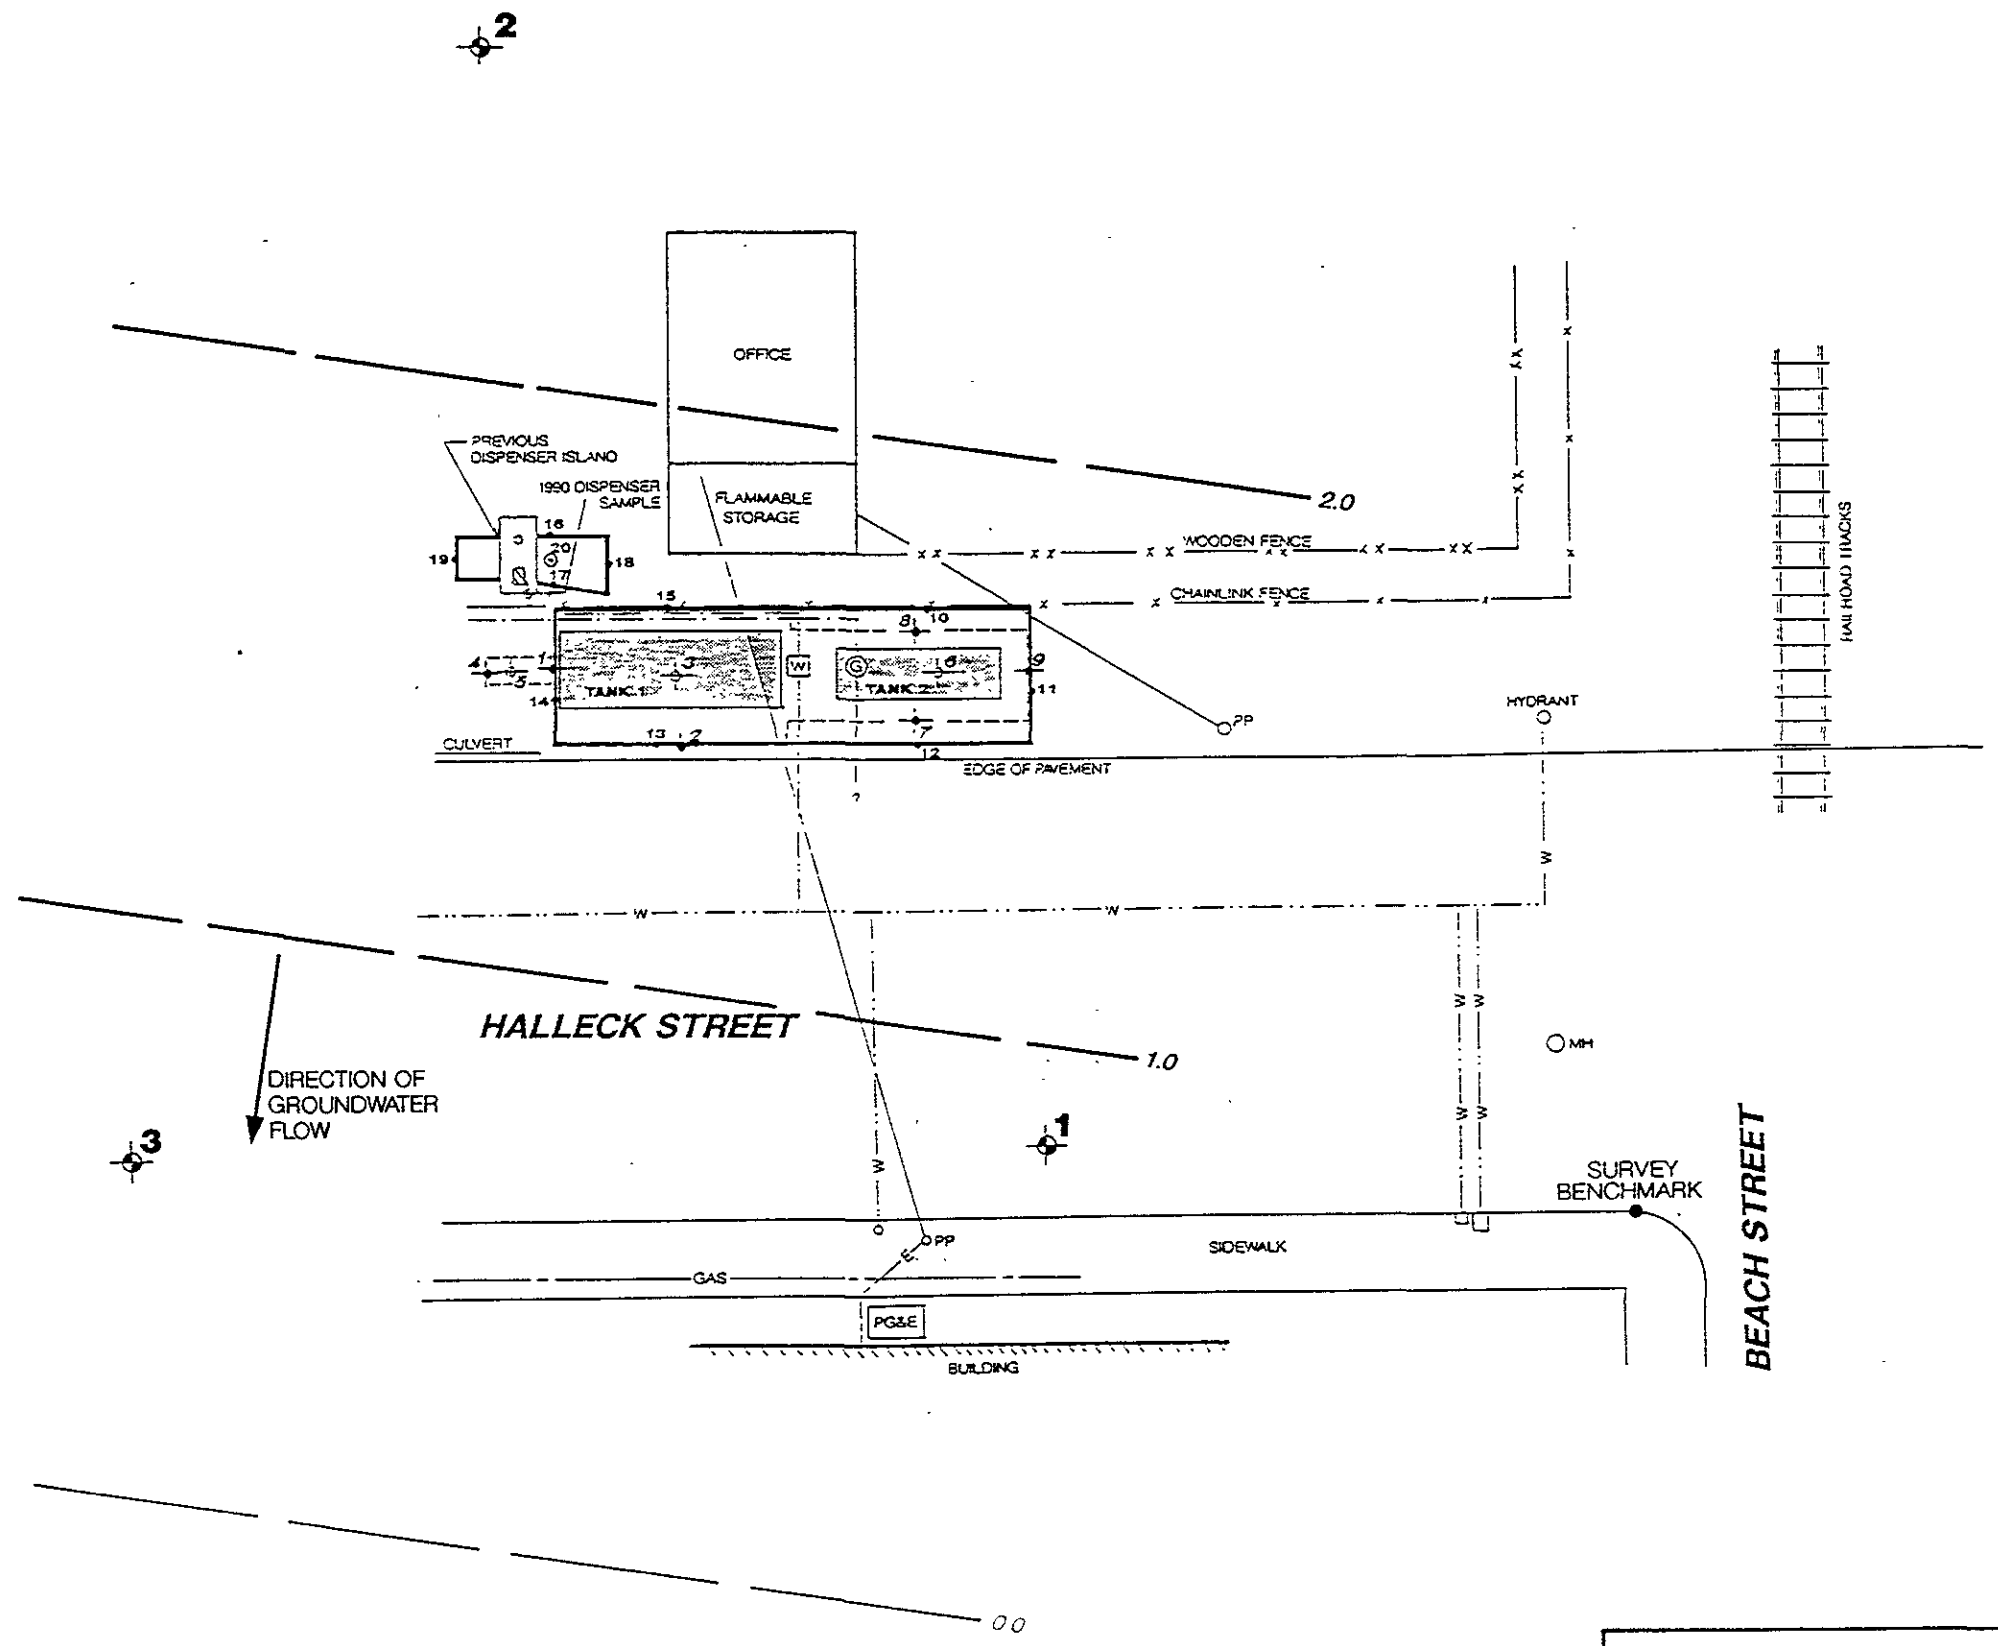 2
OFFICE
PREVIOUS
DISPENSER ISLAND
1990 DISPENSER
SAMPLE
FLAMMABLE
STORAGE
2.0
16
WOODEN FENCE
19
20
18
17
RAILROAD TRACKS
15
CHAINLINK FENCE
10
8
4
1
3
W
G
6
9
5
TANK 1
TANK 2
11
14
HYDRANT
PP
CULVERT
13
2
7
12
EDGE OF PAVEMENT
?
W
W
W
HALLECK STREET
W
W
MH
1.0
DIRECTION OF
GROUNDWATER
FLOW
3
1
W
W
W
SURVEY
BENCHMARK
BEACH STREET
PP
E
SIDEWALK
GAS
PG&E
BUILDING
0 0